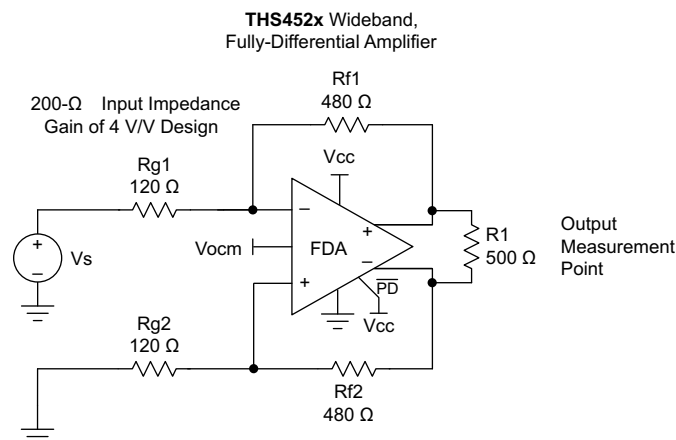 THS452x Wideband,
Fully-Differential Amplifier
200-Ω Input Impedance
Gain of 4 V/V Design
Rf1
480 Ω
Rg1
120 Ω
Vcc
−
+
Vocm
FDA
+
−
Vs
+
−
R1
500 Ω
Output
Measurement
Point
PD
Vcc
Rg2
120 Ω
Rf2
480 Ω